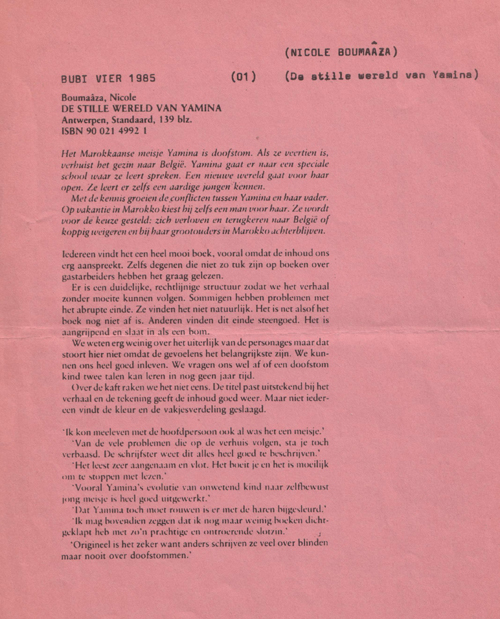 (NICOLE BOUMAÂZA)
BUBI VIER 1985 (01) (De stille wereld van Yamina)
Boumaâza, Nicole
DE STILLE WERELD VAN YAMINA
Antwerpen, Standaard, 139 blz.
ISBN 90 021 4992 1
Het Marokkaanse meisje Yamina is doofstom. Als ze veertien is,
verhuist het gezin naar België. Yamina gaat er naar een speciale
school waar ze leert spreken. Een nieuwe wereld gaat voor haar
open. Ze leert er zelfs een aardige jongen kennen.
Met de kennis groeien de conflicten tussen Yamina en haar vader.
Op vakantie in Marokko kiest hij zelfs een man voor haar. Ze wordt
voor de keuze gesteld: zich verloven en terugkeren naar België of
koppig weigeren en bij haar grootouders in Marokko achterblijven.
Iedereen vindt het een heel mooi boek, vooral omdat de inhoud ons
erg aanspreekt. Zelfs degenen die niet zo tuk zijn op boeken over
gastarbeiders hebben het graag gelezen.
Er is een duidelijke, rechtlijnige structuur zodat we het verhaal
zonder moeite kunnen volgen. Sommigen hebben problemen met
het abrupte einde. Ze vinden het niet natuurlijk. Het is net alsof het
boek nog niet af is. Anderen vinden dit einde steengoed. Het is
aangrijpend en slaat in als een bom.
We weten erg weinig over het uiterlijk van de personages maar dat
stoort hier niet omdat de gevoelens het belangrijkste zijn. We kun-
nen ons heel goed inleven. We vragen ons wel af of een doofstom
kind twee talen kan leren in nog geen jaar tijd.
Over de kaft raken we het niet eens. De titel past uitstekend bij het
verhaal en de tekening geeft de inhoud goed weer. Maar niet ieder-
een vindt de kleur en de vakjesverdeling geslaagd.
'Ik kon meeleven met de hoofdpersoon ook al was het een meisje.'
'Van de vele problemen die op de verhuis volgen, sta je toch
verbaasd. De schrijfster weet dit alles heel goed te beschrijven.'
'Het leest zeer aangenaam en vlot. Het boeit je en het is moeilijk
om te stoppen met lezen.'
'Vooral Yamina's evolutie van onwetend kind naar zelfbewust
jong meisje is heel goed uitgewerkt.'
'Dat Yamina toch moet trouwen is er met de haren bijgesleurd.'
'Ik mag bovendien zeggen dat ik nog maar weinig boeken dicht-
geklapt heb met zo'n prachtige en ontroerende slotzin.'
'Origineel is het zeker want anders schrijven ze veel over blinden
maar nooit over doofstommen.'